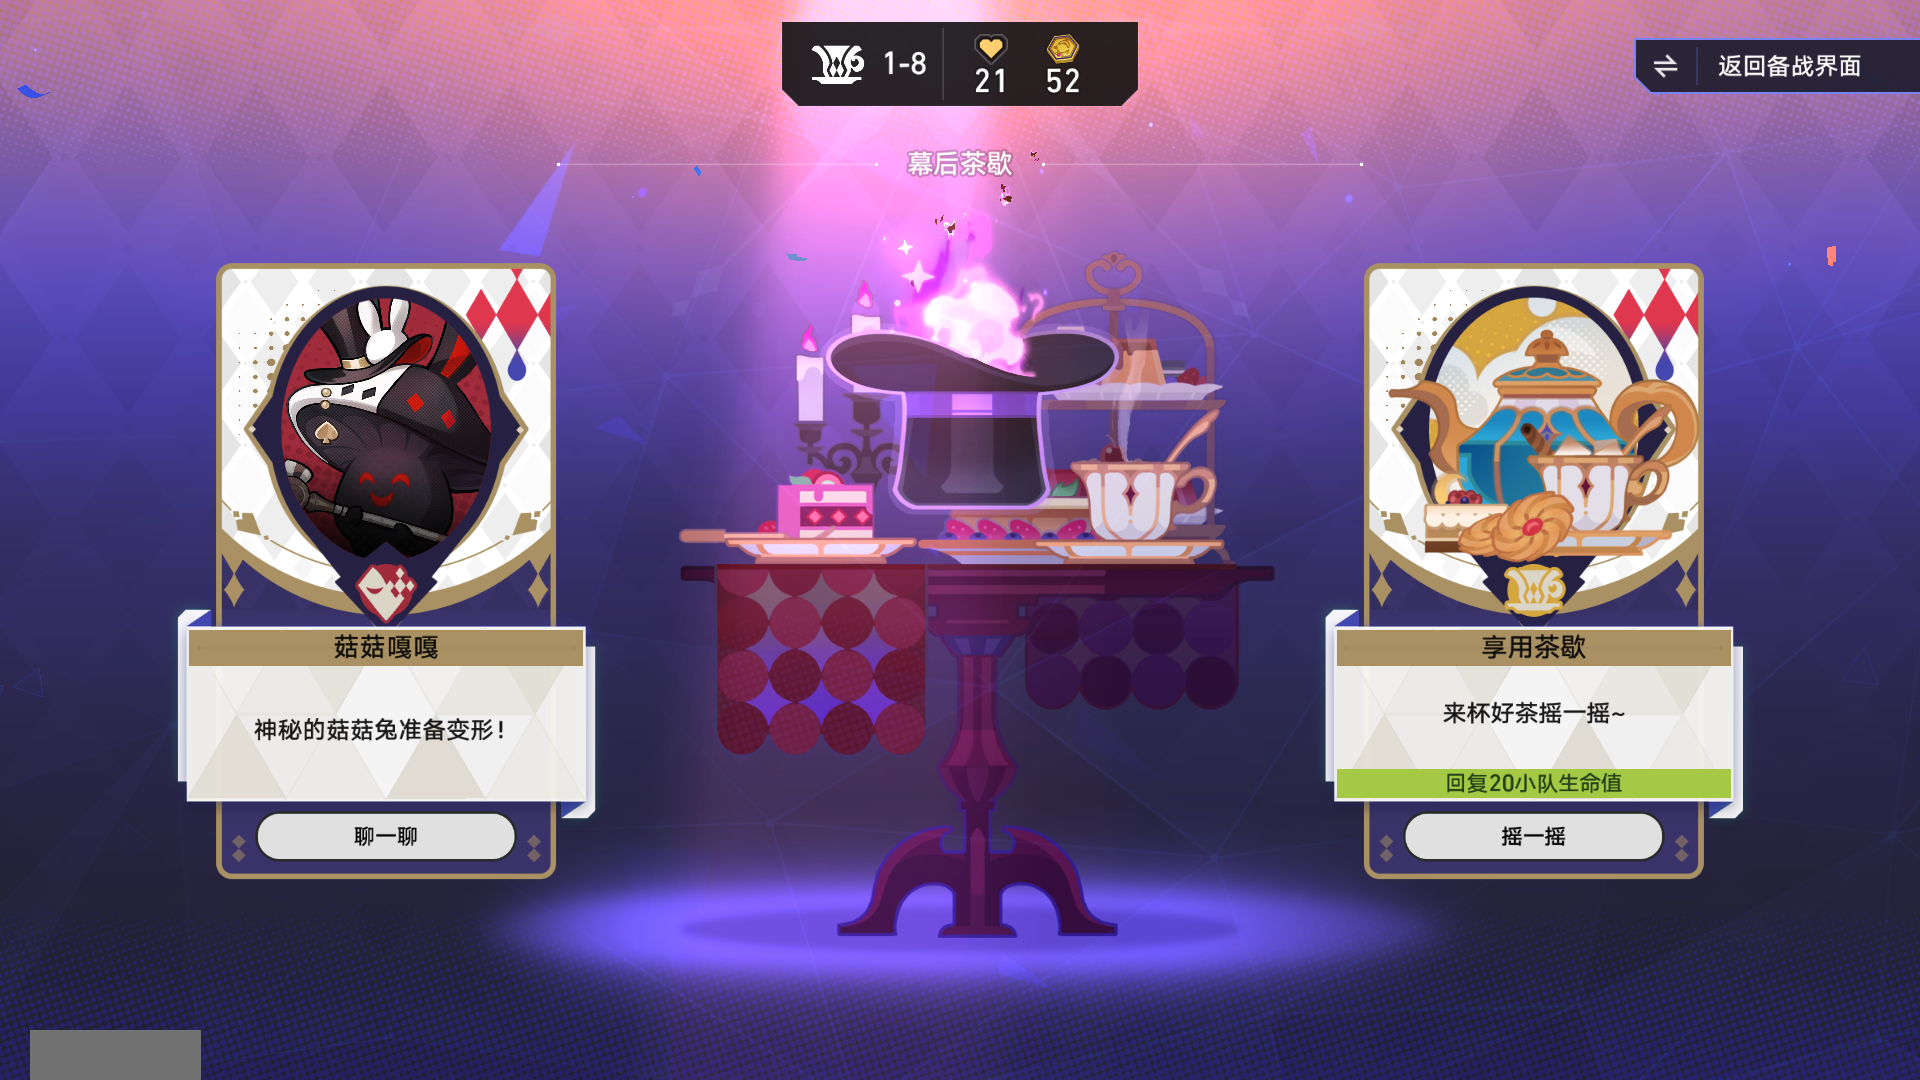 1-8
21
52
返回备战界面
幕后茶歇
菇菇嘎嘎
神秘的菇菇兔准备变形！
聊一聊
享用茶歇
来杯好茶摇一摇~
回复20小队生命值
摇一摇